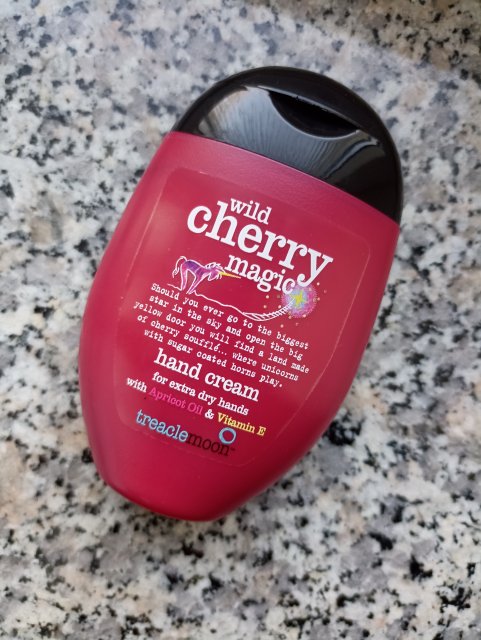 wild
cherry
magic
Should you ever go to the biggest
star in the sky and open the big
yellow door you will find a land made
of cherry soufflé... where unicorns
with sugar coated horns play.
hand cream
for extra dry hands
with Apricot Oil & Vitamin E
treaclemoon™